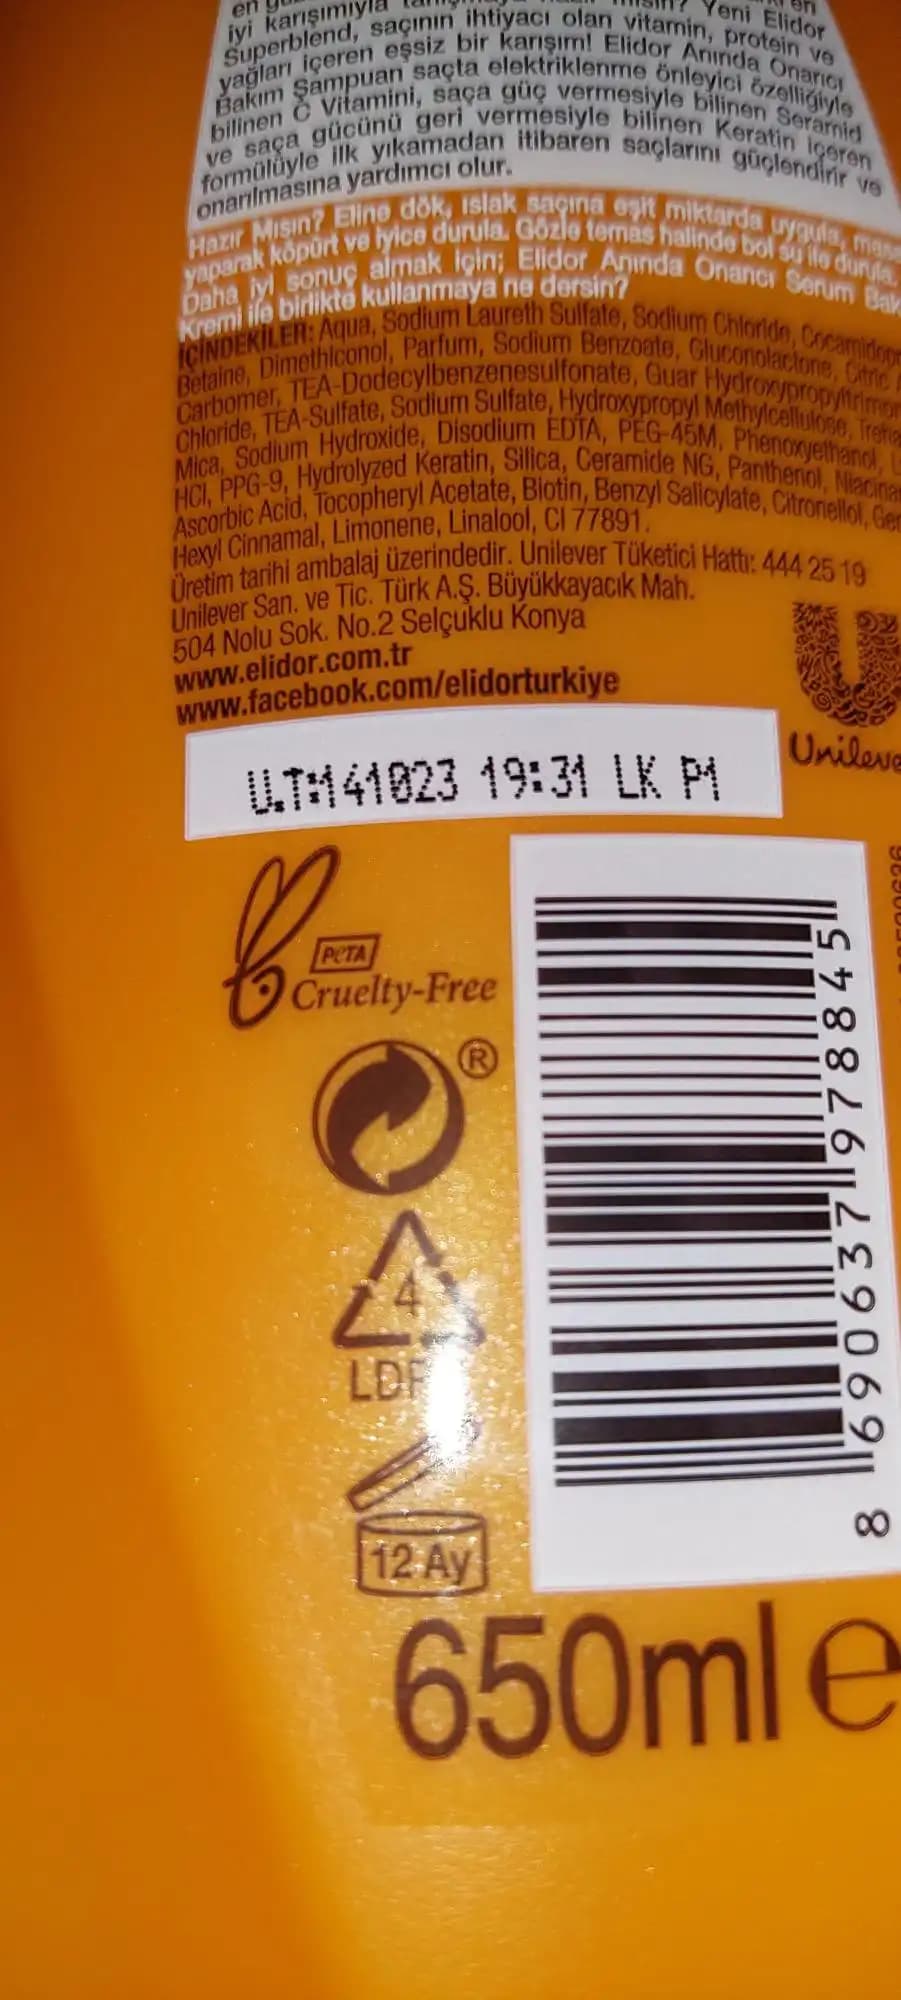 iyi karışımıyla
Yeni Elidor
Superblend, saçının ihtiyacı olan vitamin, protein ve
yağları içeren eşsiz bir karışım! Elidor Anında Onarıcı
Bakım Şampuan saçta elektriklenme önleyici özelliğiyle
bilinen C Vitamini, saça güç vermesiyle bilinen Seramid
ve saça gücünü geri vermesiyle bilinen Keratin içeren
formülüyle ilk yıkamadan itibaren saçlarını güçlendirir ve
onarılmasına yardımcı olur.
Hazır Mısın? Eline dök, ıslak saçına eşit miktarda uygula,
yaparak köpürt ve iyice durula. Gözle temas halinde bol su ile durula.
Daha iyi sonuç almak için; Elidor Anında Onarıcı Serum
Kremi ile birlikte kullanmaya ne dersin?
İÇİNDEKİLER: Aqua, Sodium Laureth Sulfate, Sodium Chloride,
Betaine, Dimethiconol, Parfum, Sodium Benzoate, Gluconolactone, Citric
Carbomer, TEA-Dodecylbenzenesulfonate, Guar
Chloride, TEA-Sulfate, Sodium Sulfate, Hydroxypropyl Methylcellulose,
Mica, Sodium Hydroxide, Disodium EDTA, PEG-45M, Phenoxyethanol,
HCl, PPG-9, Hydrolyzed Keratin, Silica, Ceramide NG, Panthenol,
Ascorbic Acid, Tocopheryl Acetate, Biotin, Benzyl Salicylate, Citronellol,
Hexyl Cinnamal, Limonene, Linalool, CI 77891.
Üretim tarihi ambalaj üzerindedir. Unilever Tüketici Hattı: 444 25 19
Unilever San. ve Tic. Türk A.Ş. Büyükkayacık Mah.
504 Nolu Sok. No.2 Selçuklu Konya
www.elidor.com.tr
www.facebook.com/elidorturkiye
U.T:141023 19:31 LK P1
PETA
Cruelty-Free
®
4
12 Ay
8 690637 978845
650ml e